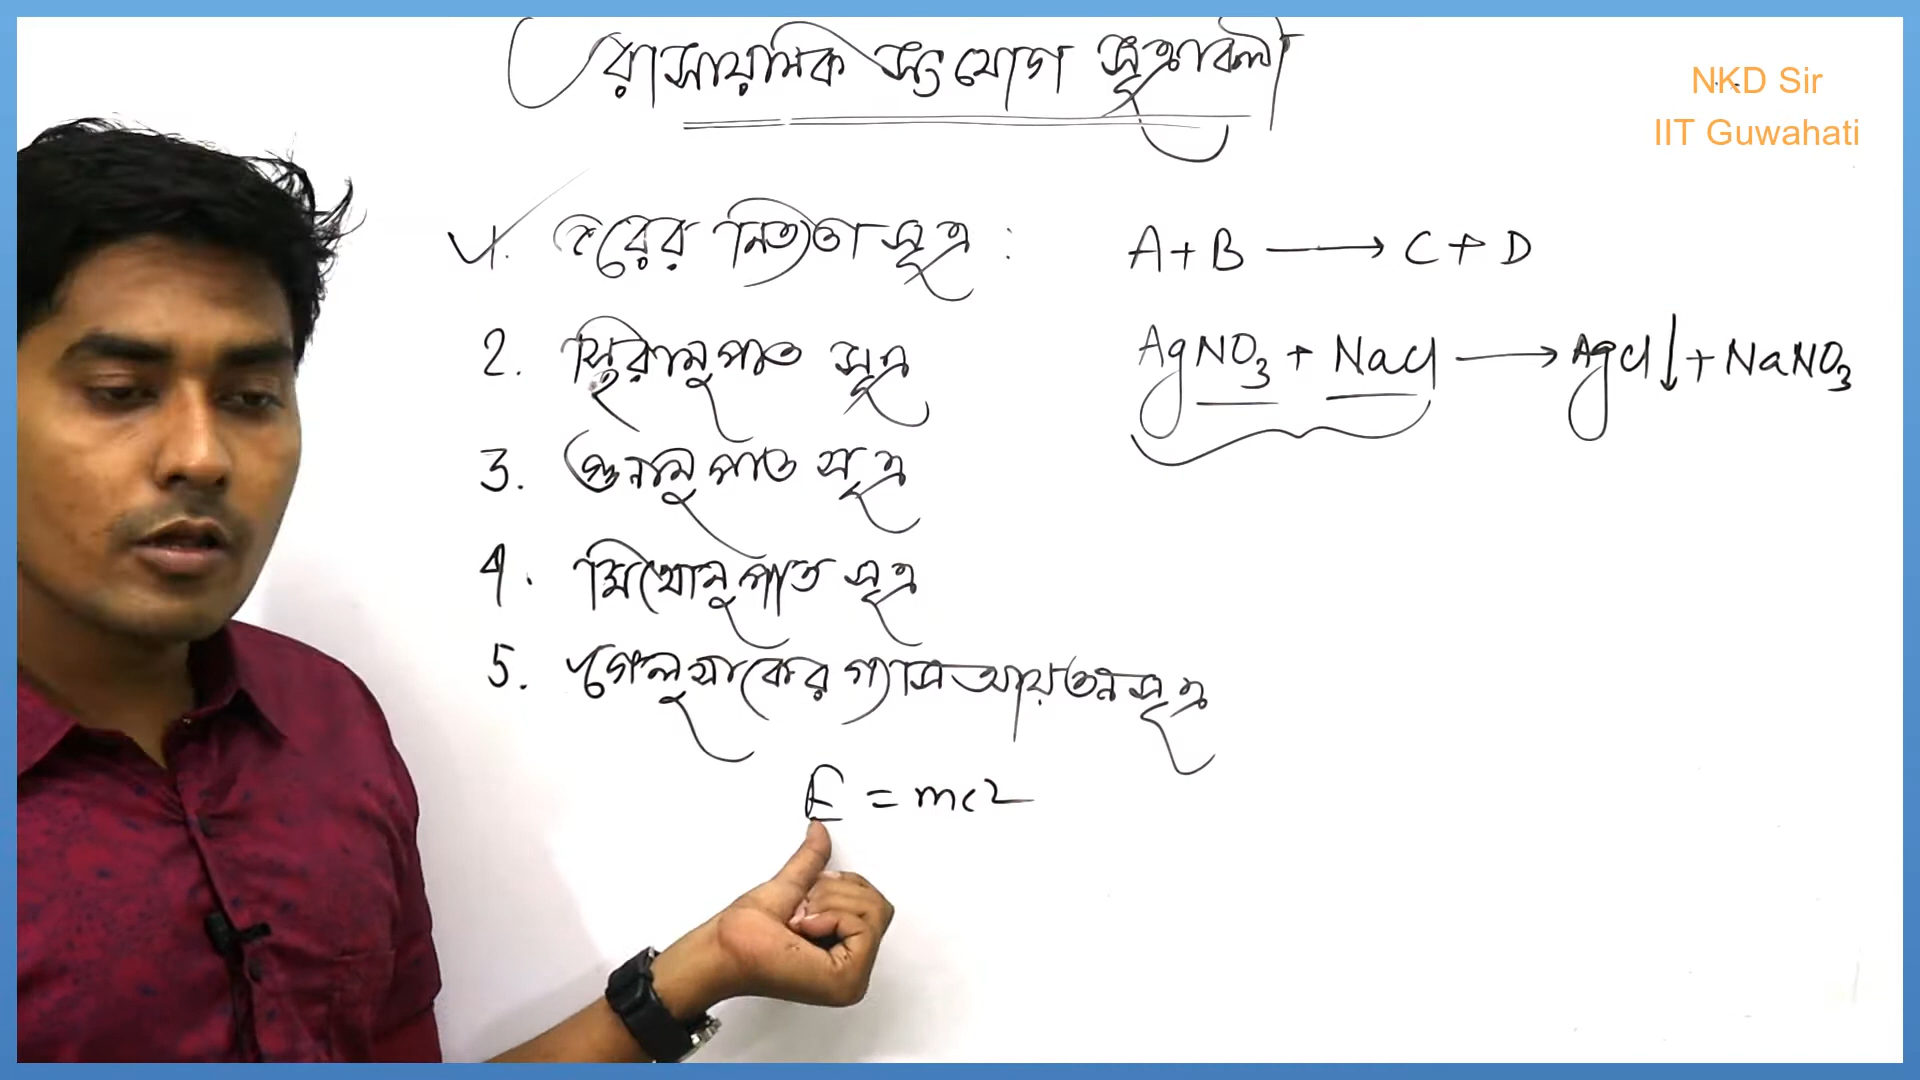 রাসায়নিক সংযোগ সূত্রাবলী
NKD Sir
IIT Guwahati
1. ভরের নিত্যতা সূত্র :
A + B ⟶ C + D
2. স্থিরানুপাত সূত্র
AgNO₃ + NaCl ⟶ AgCl↓ + NaNO₃
3. গুনানুপাত সূত্র
4. মিথোনুপাত সূত্র
5. গেলুসাকের গ্যাস আয়তন সূত্র
E = mc2